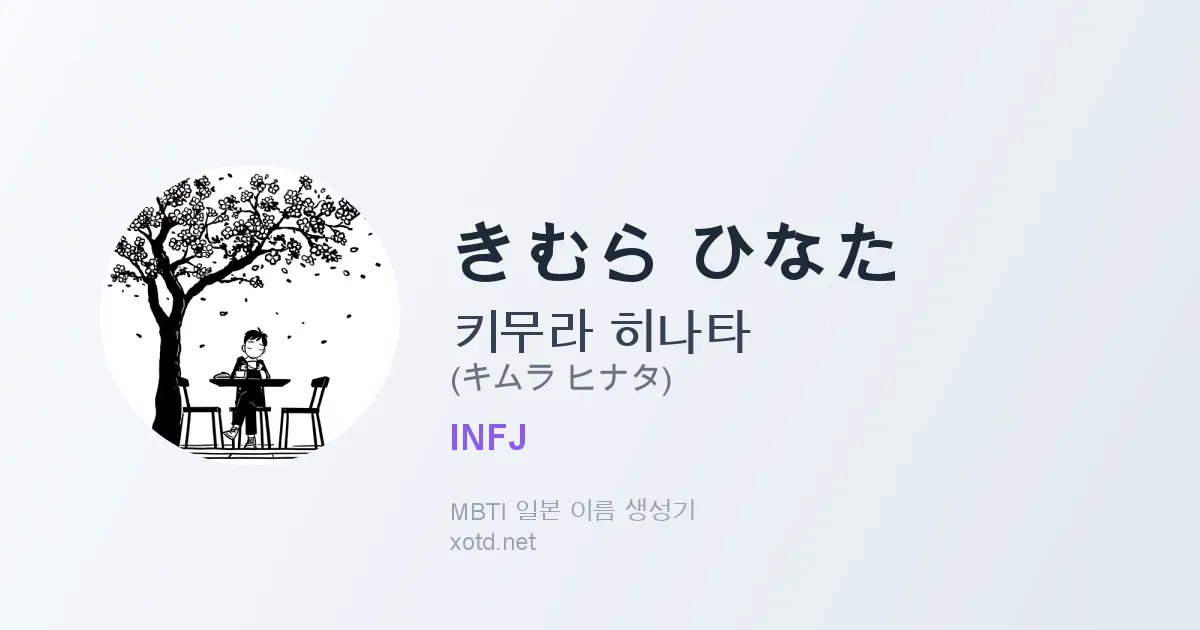 きむら ひなた
키무라 히나타
(キムラ ヒナタ)
INFJ
MBTI 일본 이름 생성기
xotd.net